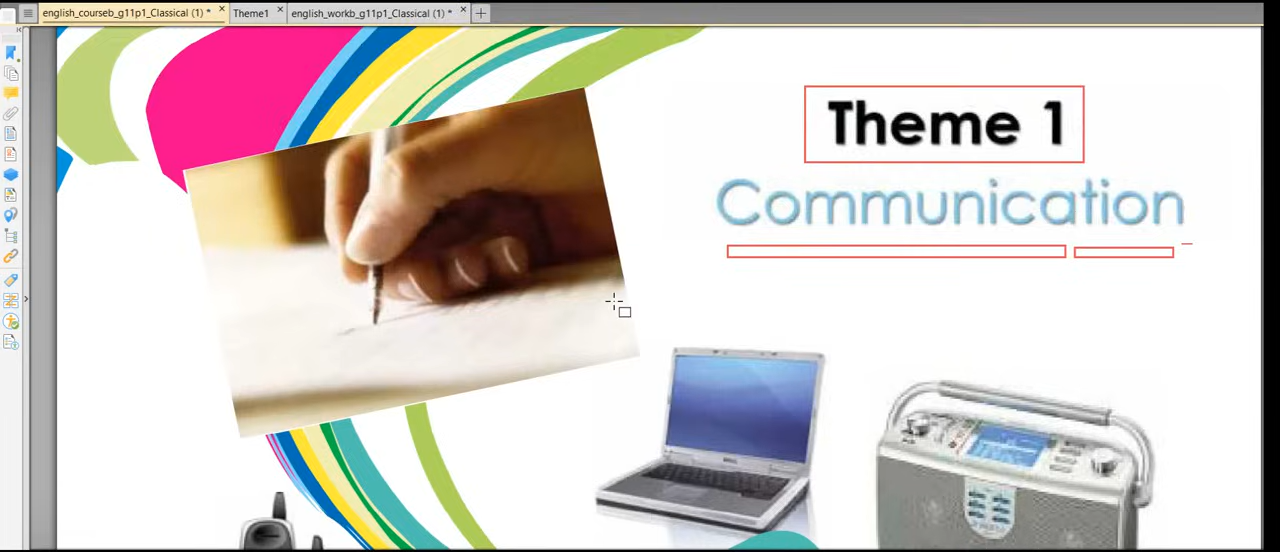 english_courseb_g11p1_Classical (1) * Theme1 english_workb_g11p1_Classical (1) *
Theme 1
Communication